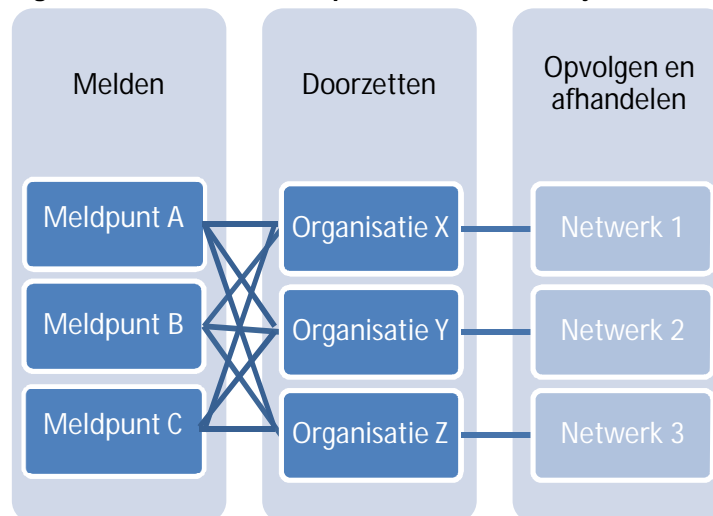 Melden
Meldpunt A
Meldpunt B
Meldpunt C
Doorzetten
Organisatie X
Organisatie Y
Organisatie Z
Opvolgen en
afhandelen
Netwerk 1
Netwerk 2
Netwerk 3